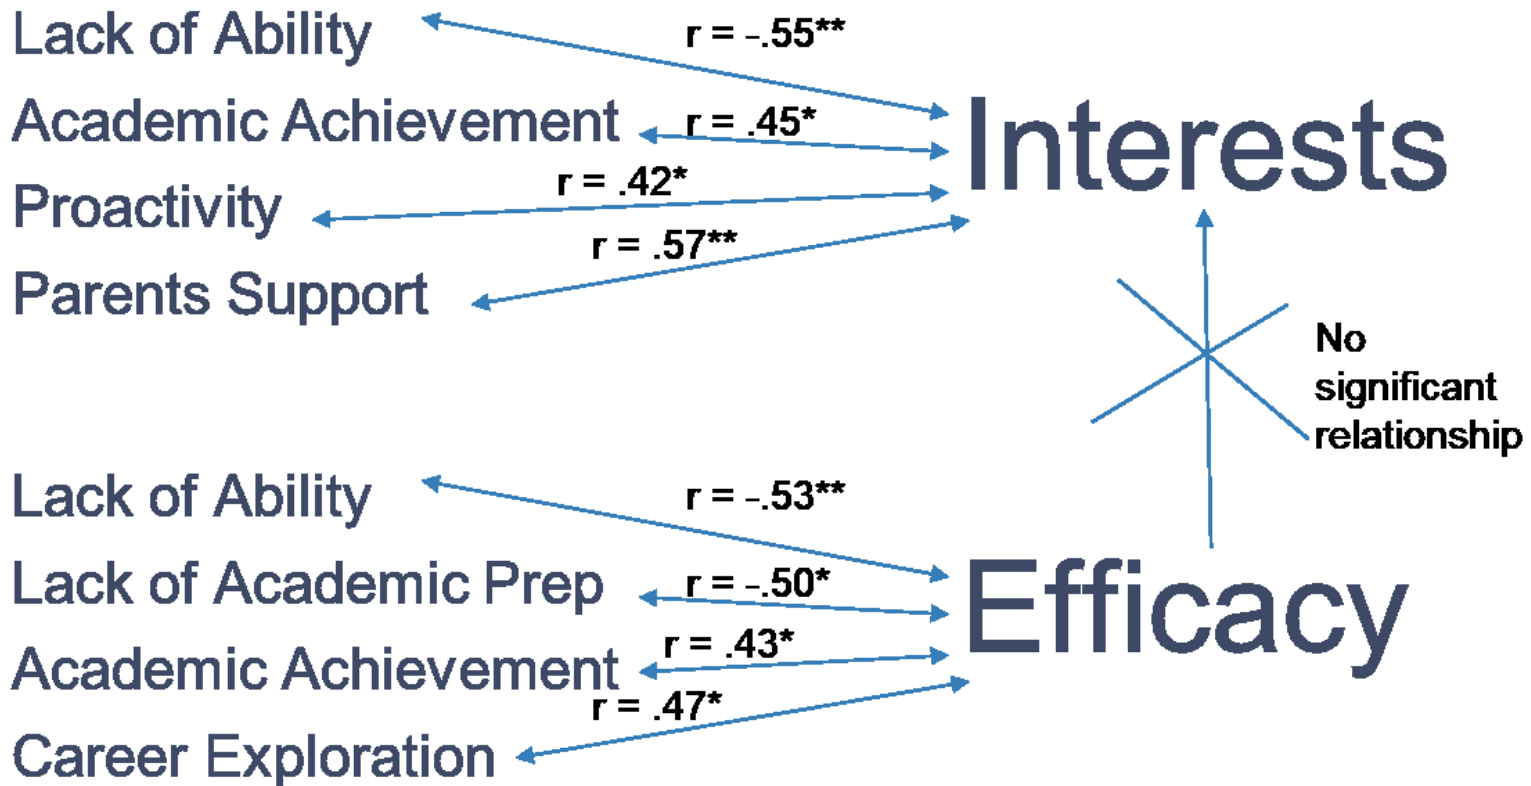 Lack of Ability
r = -.55**
Academic Achievement
r = .45*
Interests
Proactivity
r = .42*
Parents Support
r = .57**
No
significant
relationship
Lack of Ability
r = -.53**
Lack of Academic Prep
r = -.50*
Efficacy
Academic Achievement
r = .43*
Career Exploration
r = .47*